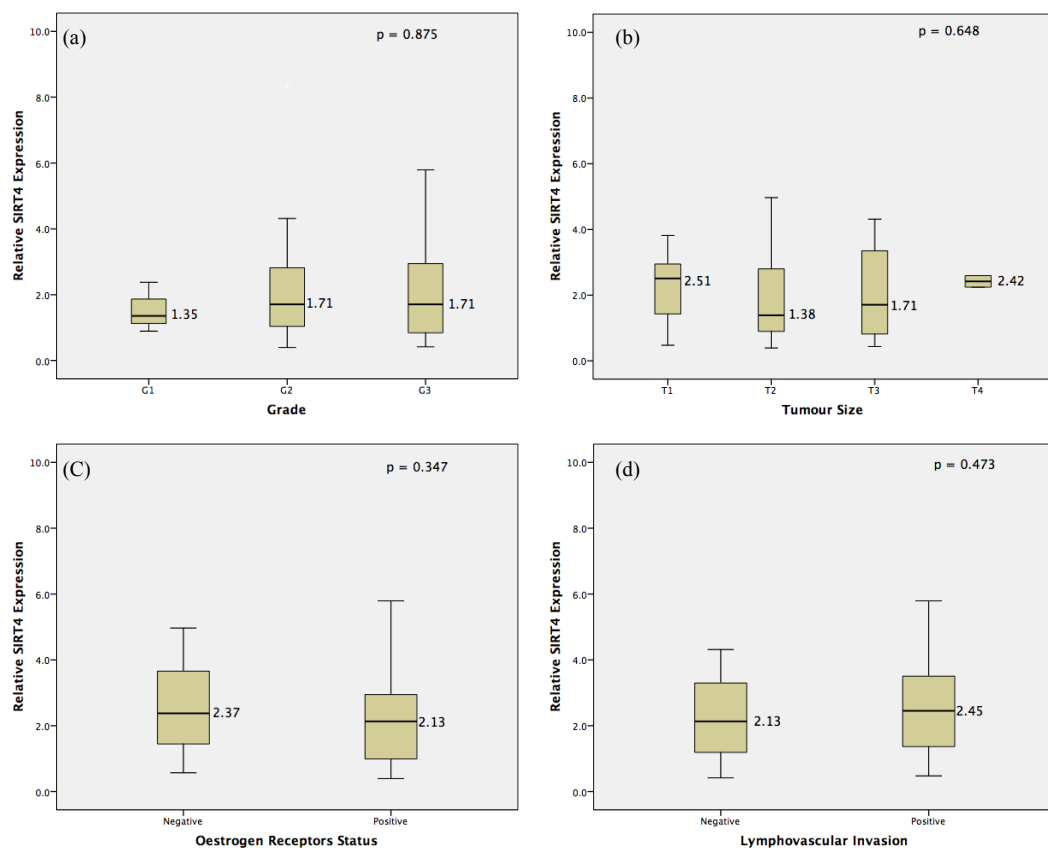 (a)
p = 0.875
10.0
8.0
6.0
4.0
2.0
0.0
Relative SIRT4 Expression
1.35
1.71
1.71
G1 G2 G3
Grade
(b)
p = 0.648
10.0
8.0
6.0
4.0
2.0
0.0
Relative SIRT4 Expression
2.51
1.38
1.71
2.42
T1 T2 T3 T4
Tumour Size
(C)
p = 0.347
10.0
8.0
6.0
4.0
2.0
0.0
Relative SIRT4 Expression
2.37
2.13
Negative Positive
Oestrogen Receptors Status
(d)
p = 0.473
10.0
8.0
6.0
4.0
2.0
0.0
Relative SIRT4 Expression
2.13
2.45
Negative Positive
Lymphovascular Invasion